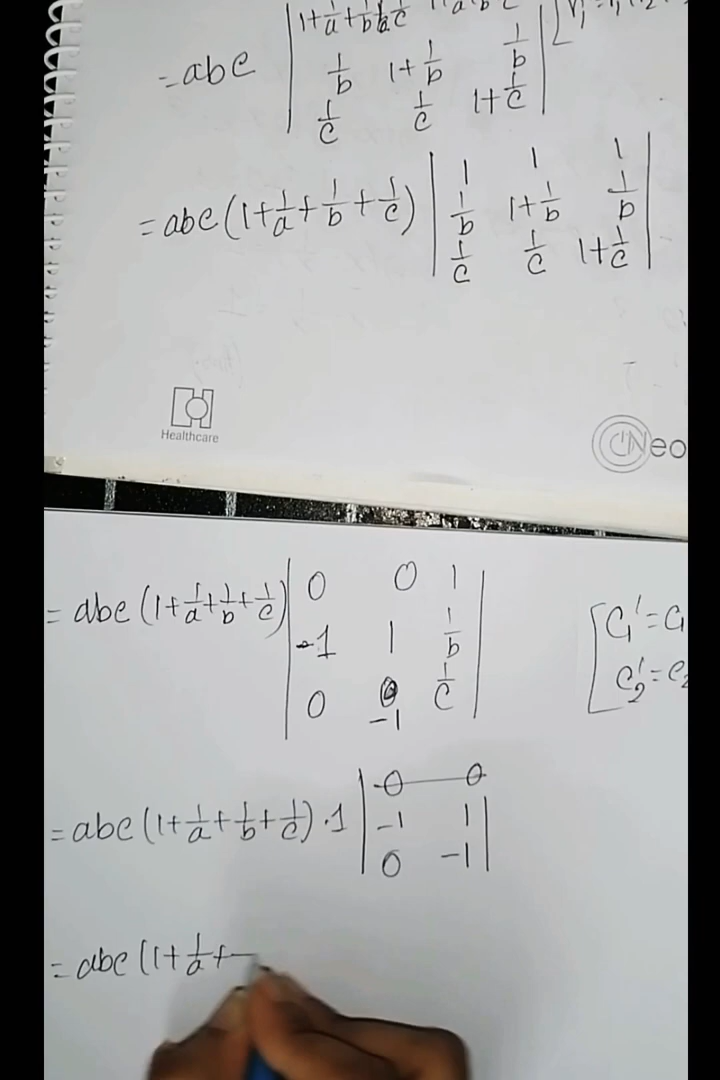 | 1+1/a+1/b+1/c
=abc | 1/b 1+1/b 1/b |
1/c 1/c 1+1/c
=abc(1+1/a+1/b+1/c) | 1 1 1 |
1/b 1+1/b 1/b
1/c 1/c 1+1/c
Healthcare
Neo
= abc(1+1/a+1/b+1/c) | 0 0 1 | [C₁'=C₁
-1 1 1/b
C₂'=C₂
0 -1 1/c
=abc(1+1/a+1/b+1/c).1 | 0 0 |
-1 1
0 -1
=abc(1+1/a+